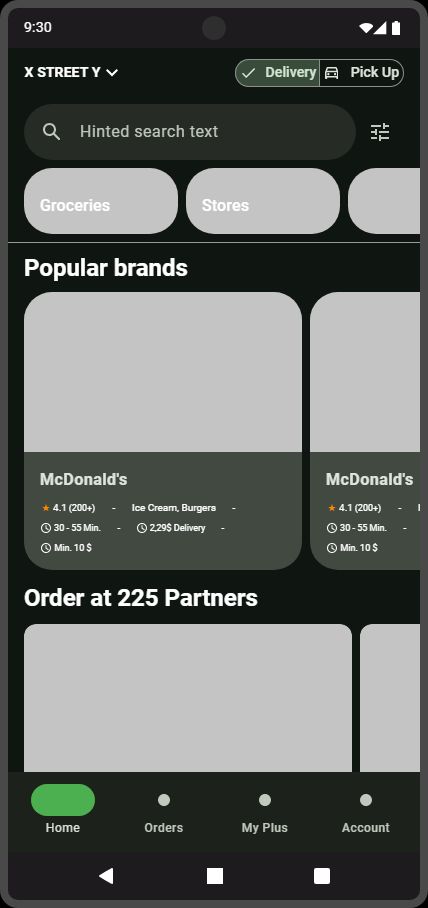 9:30
X STREET Y
Delivery Pick Up
Hinted search text
Groceries Stores
Popular brands
McDonald's McDonald's
4.1 (200+) - Ice Cream, Burgers - 4.1 (200+) -
30 - 55 Min. - 2,29$ Delivery - 30 - 55 Min. -
Min. 10 $ Min. 10 $
Order at 225 Partners
Home Orders My Plus Account